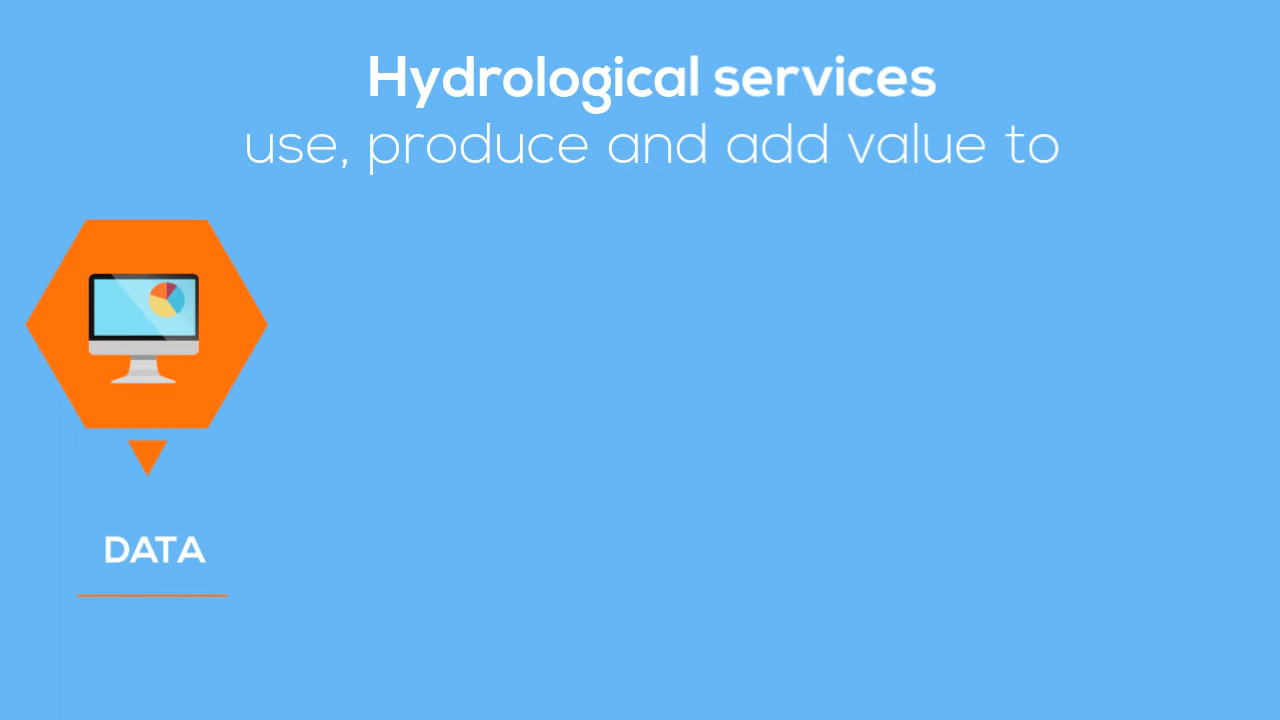 Hydrological services
use, produce and add value to
DATA